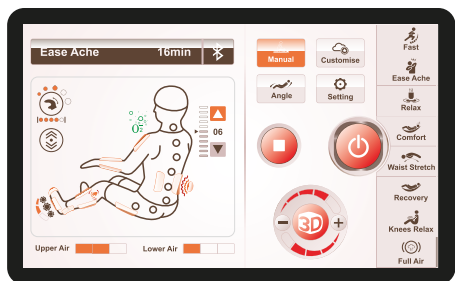 Ease Ache 16min
Manual
Customise
Angle
Setting
O₂
06
3D
Upper Air
Lower Air
Fast
Ease Ache
Relax
Comfort
Waist Stretch
Recovery
Knees Relax
Full Air